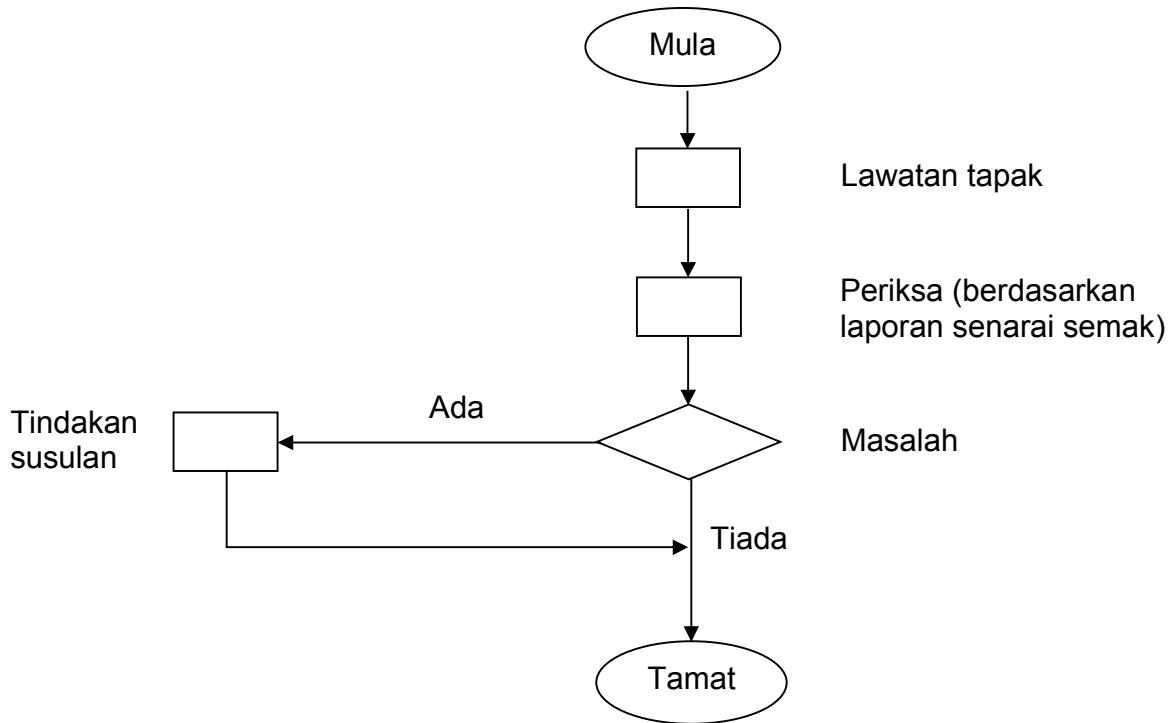 Mula
Lawatan tapak
Periksa (berdasarkan
laporan senarai semak)
Ada
Tindakan
susulan
Masalah
Tiada
Tamat